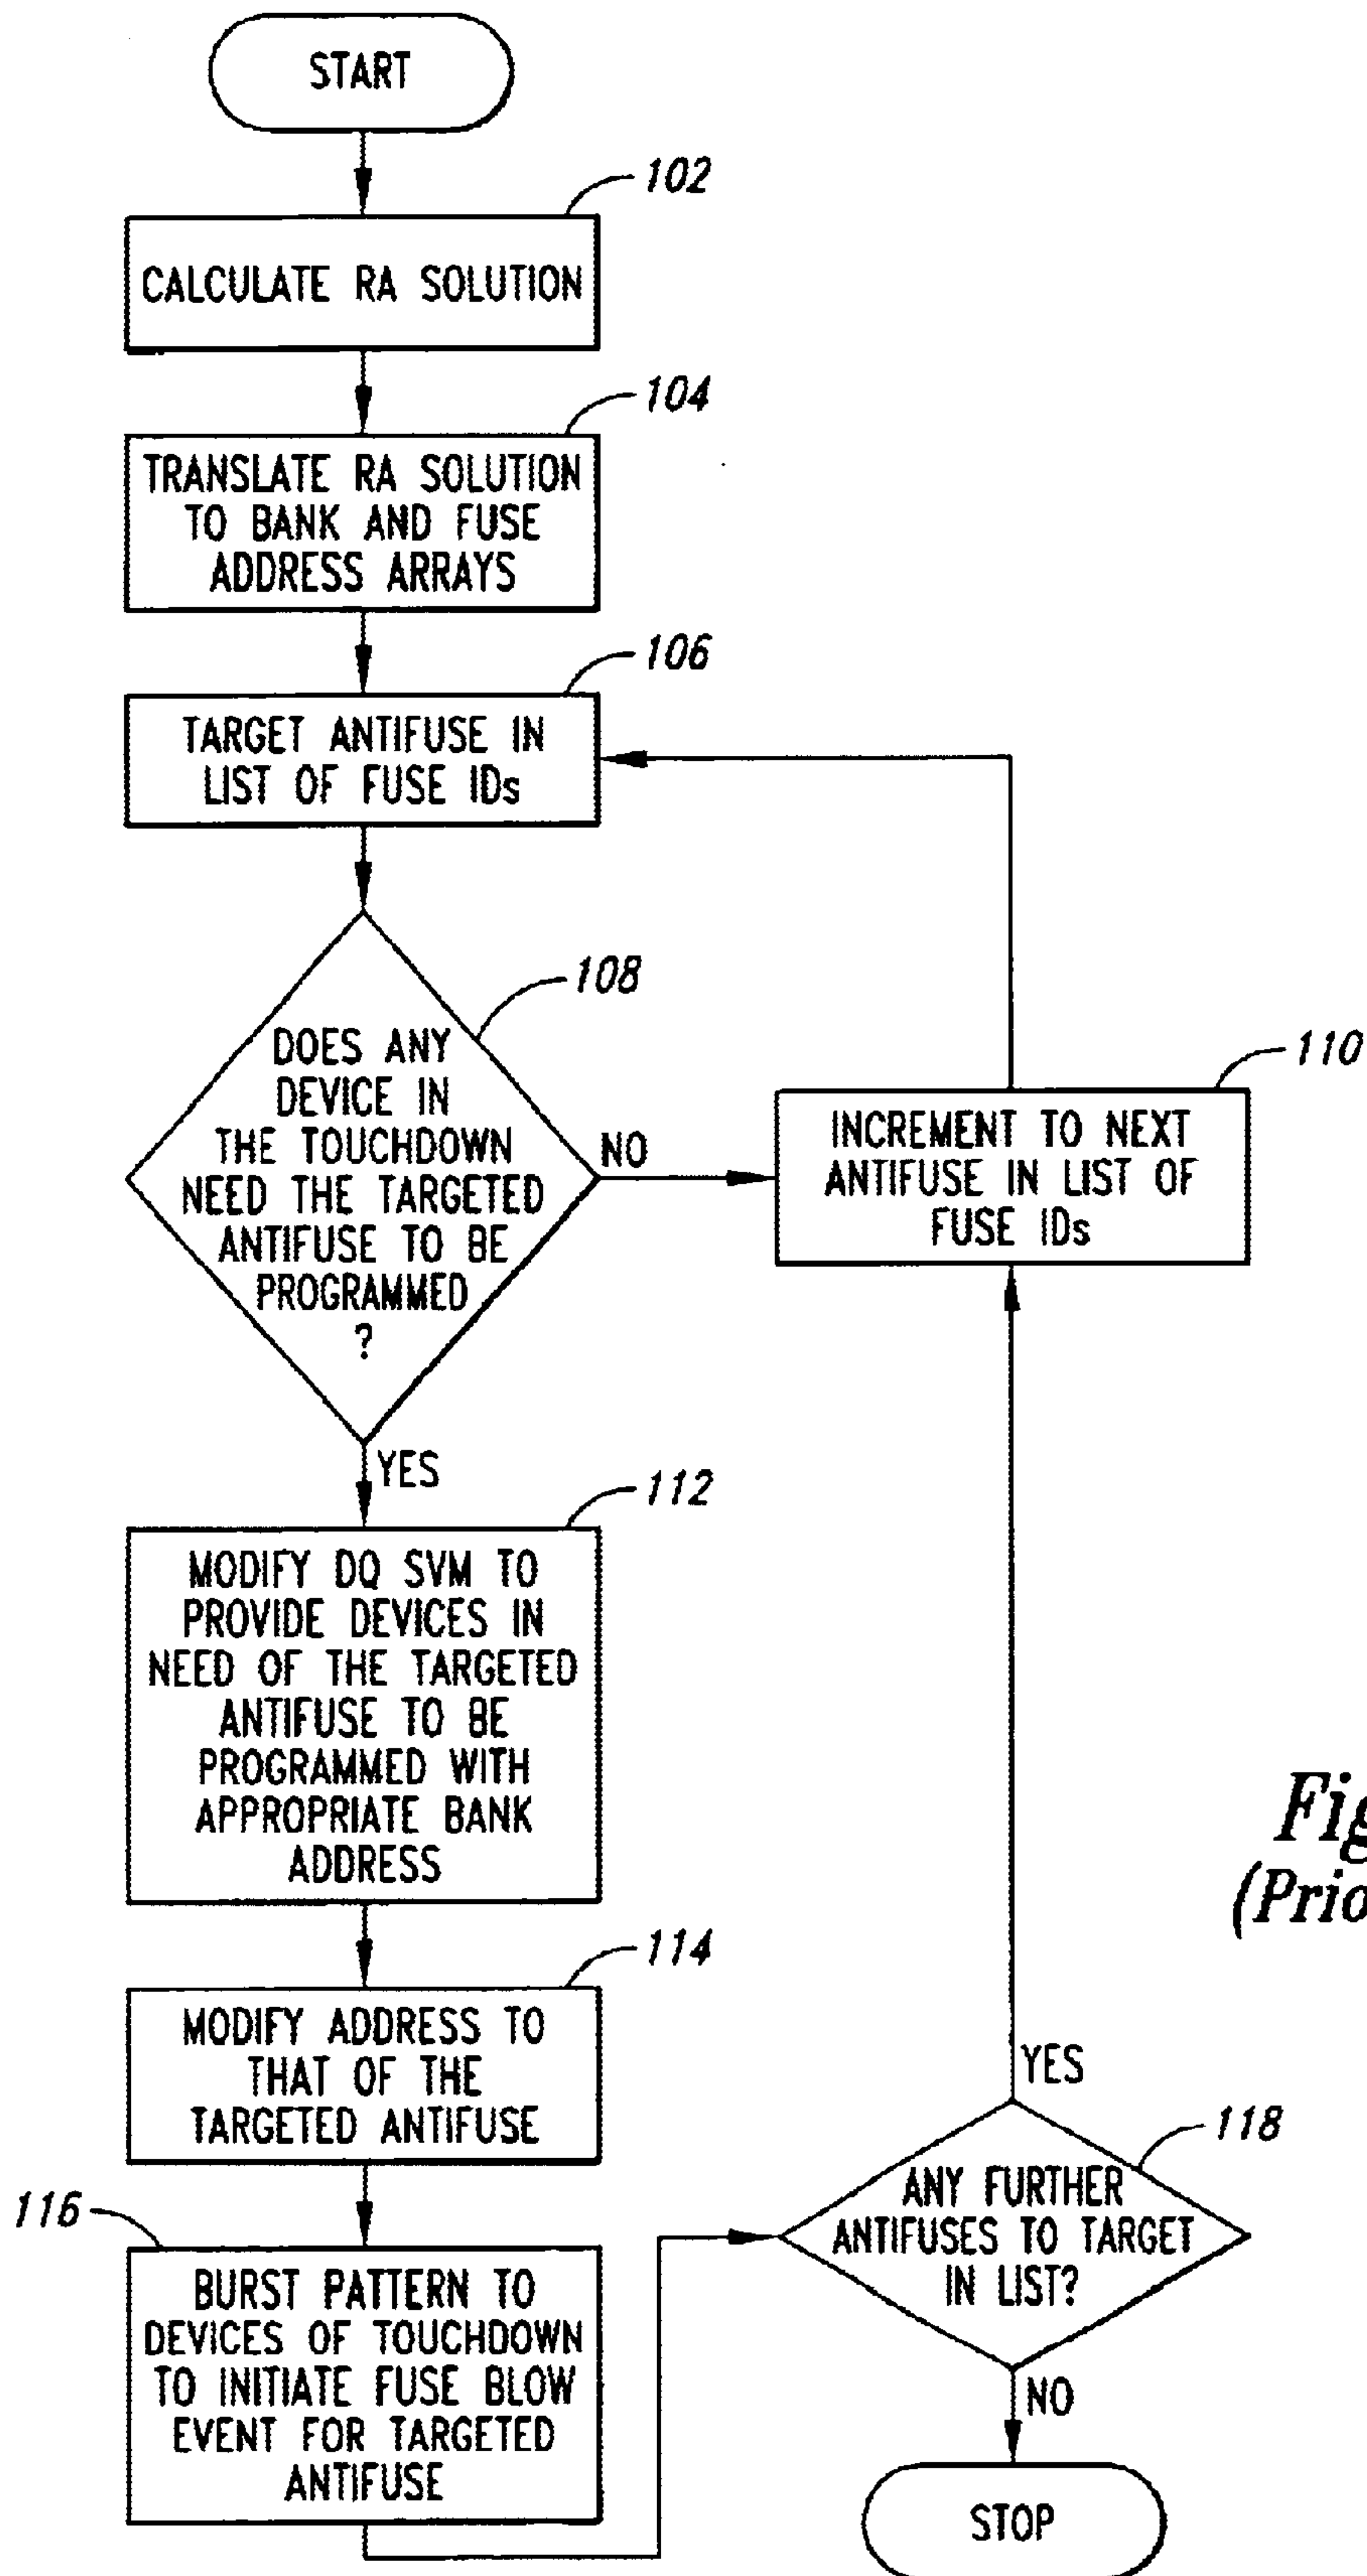 START
102
CALCULATE RA SOLUTION
104
TRANSLATE RA SOLUTION
TO BANK AND FUSE
ADDRESS ARRAYS
106
TARGET ANTIFUSE IN
LIST OF FUSE IDs
108
DOES ANY
DEVICE IN
THE TOUCHDOWN
NEED THE TARGETED
ANTIFUSE TO BE
PROGRAMMED
?
NO
110
INCREMENT TO NEXT
ANTIFUSE IN LIST OF
FUSE IDs
YES
112
MODIFY DQ SVM TO
PROVIDE DEVICES IN
NEED OF THE TARGETED
ANTIFUSE TO BE
PROGRAMMED WITH
APPROPRIATE BANK
ADDRESS
114
MODIFY ADDRESS TO
THAT OF THE
TARGETED ANTIFUSE
116
BURST PATTERN TO
DEVICES OF TOUCHDOWN
TO INITIATE FUSE BLOW
EVENT FOR TARGETED
ANTIFUSE
YES
118
ANY FURTHER
ANTIFUSES TO TARGET
IN LIST?
NO
STOP
Fig
(Prio